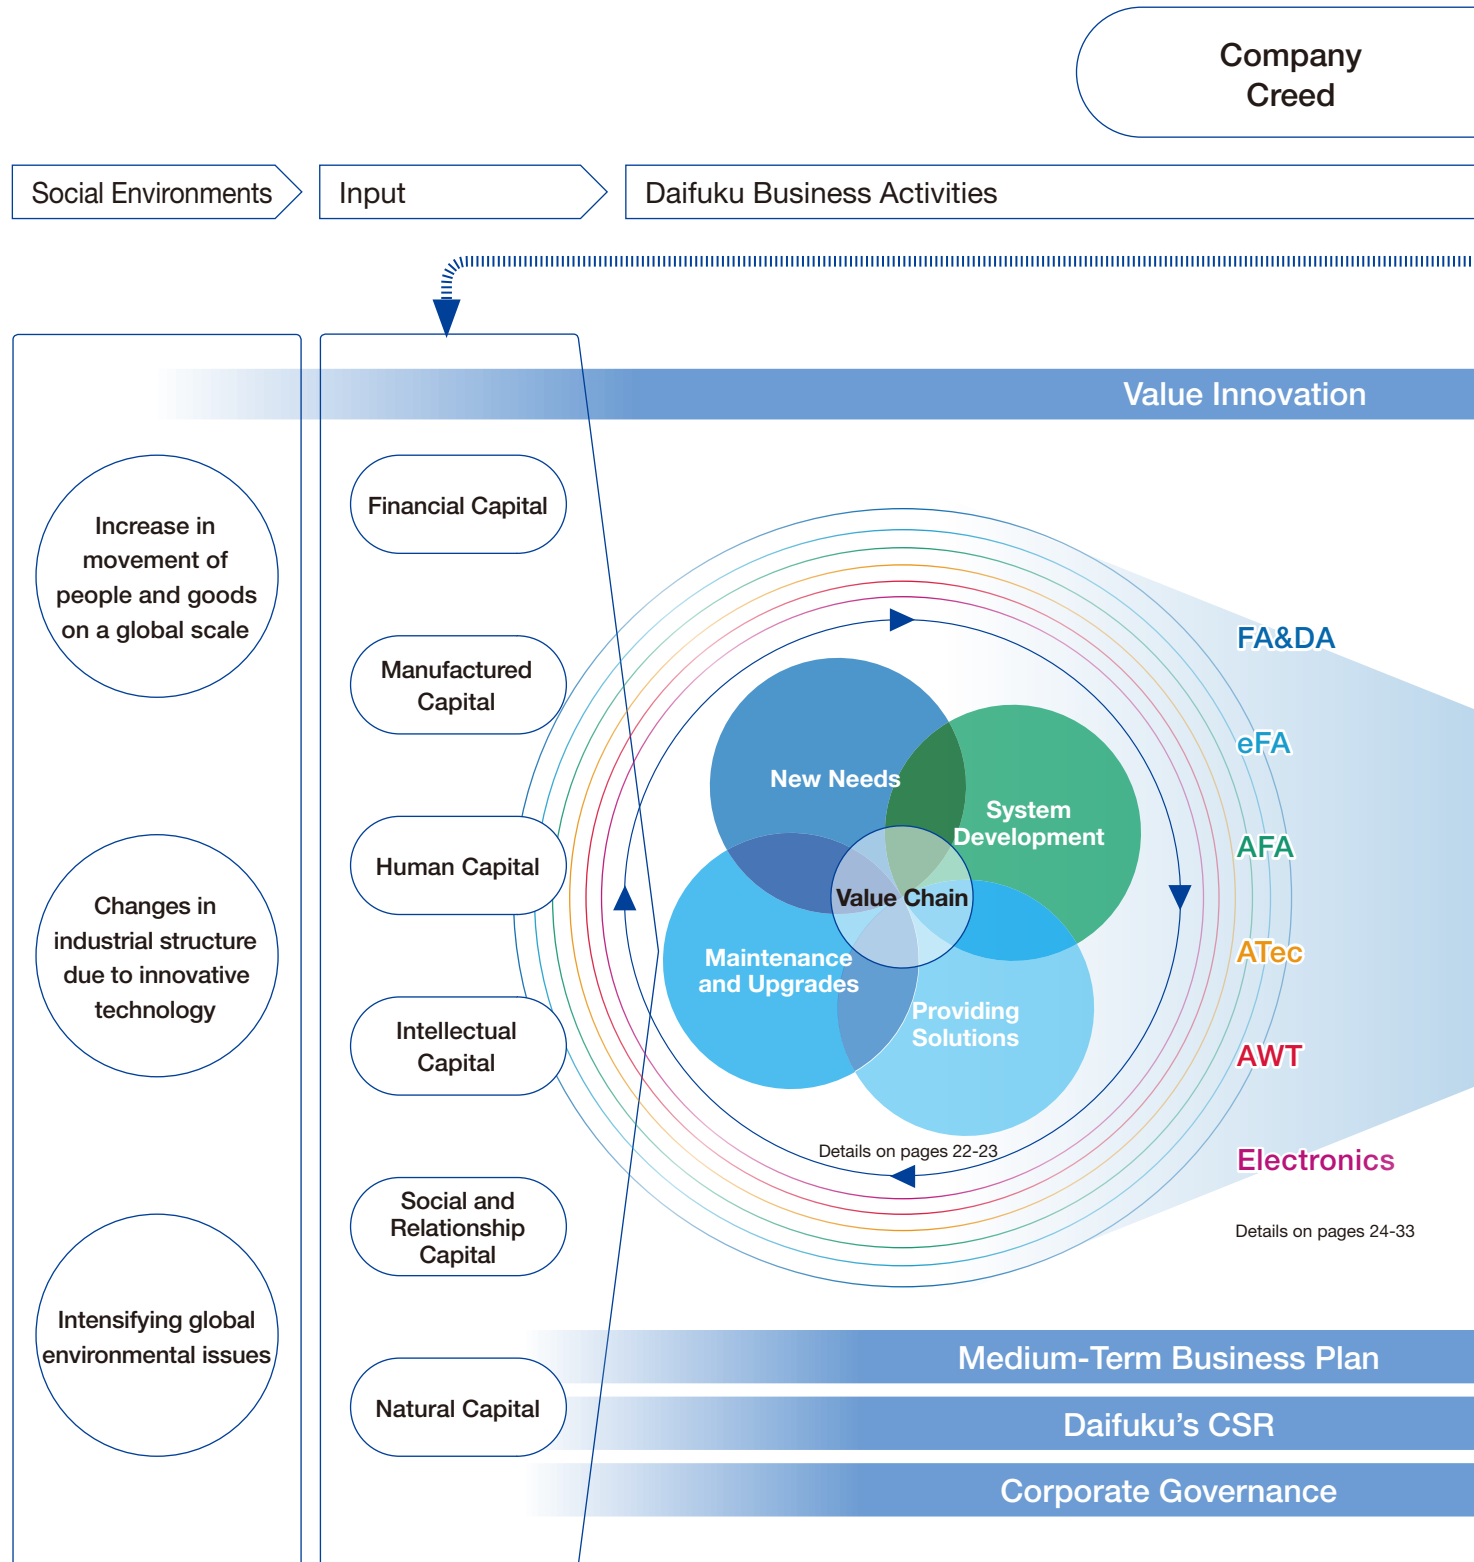 Company
Creed
Social Environments
Input
Daifuku Business Activities
Value Innovation
Increase in
movement of
people and goods
on a global scale
Changes in
industrial structure
due to innovative
technology
Intensifying global
environmental issues
Financial Capital
Manufactured
Capital
Human Capital
Intellectual
Capital
Social and
Relationship
Capital
Natural Capital
New Needs
System
Development
Value Chain
Maintenance
and Upgrades
Providing
Solutions
Details on pages 22-23
FA&DA
eFA
AFA
ATec
AWT
Electronics
Details on pages 24-33
Medium-Term Business Plan
Daifuku’s CSR
Corporate Governance